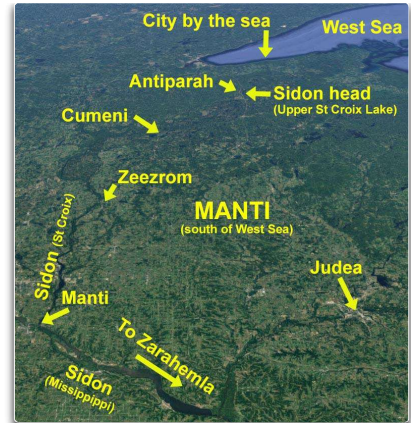 City by the sea
West Sea
Antiparah
Sidon head
(Upper St Croix Lake)
Cumeni
Zeezrom
MANTI
(south of West Sea)
Sidon (St Croix)
Judea
Manti
To Zarahemla
Sidon
(Missippippi)